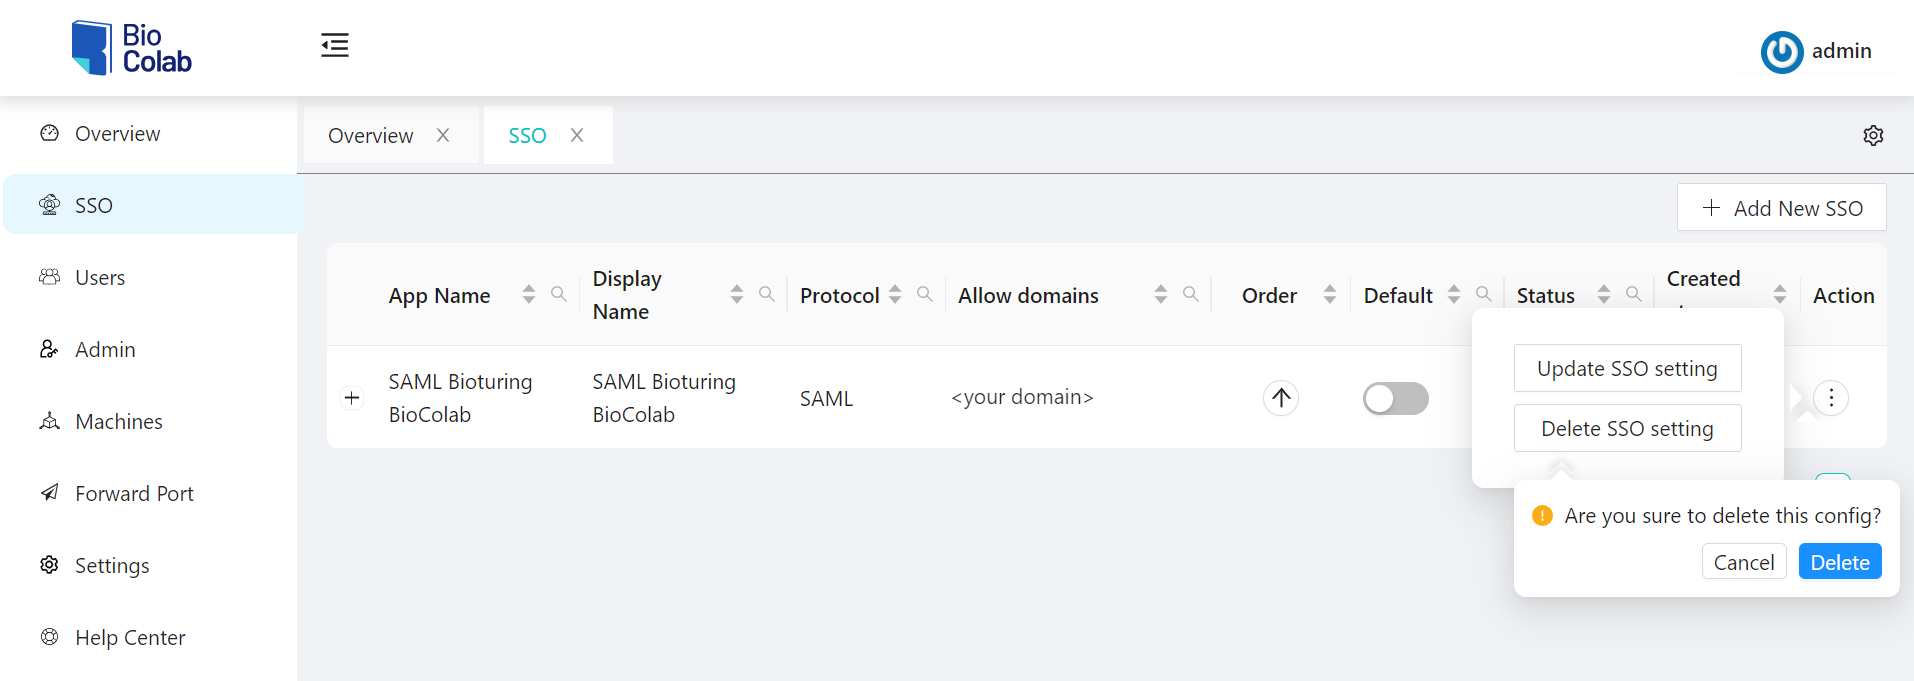 Bio
Colab
admin
Overview
SSO
Users
Admin
Machines
Forward Port
Settings
Help Center
Overview
SSO
Add New SSO
App Name
Display
Name
Protocol
Allow domains
Order
Default
Status
Created
Action
SAML Bioturing
BioColab
SAML Bioturing
BioColab
SAML
<your domain>
Update SSO setting
Delete SSO setting
Are you sure to delete this config?
Cancel
Delete